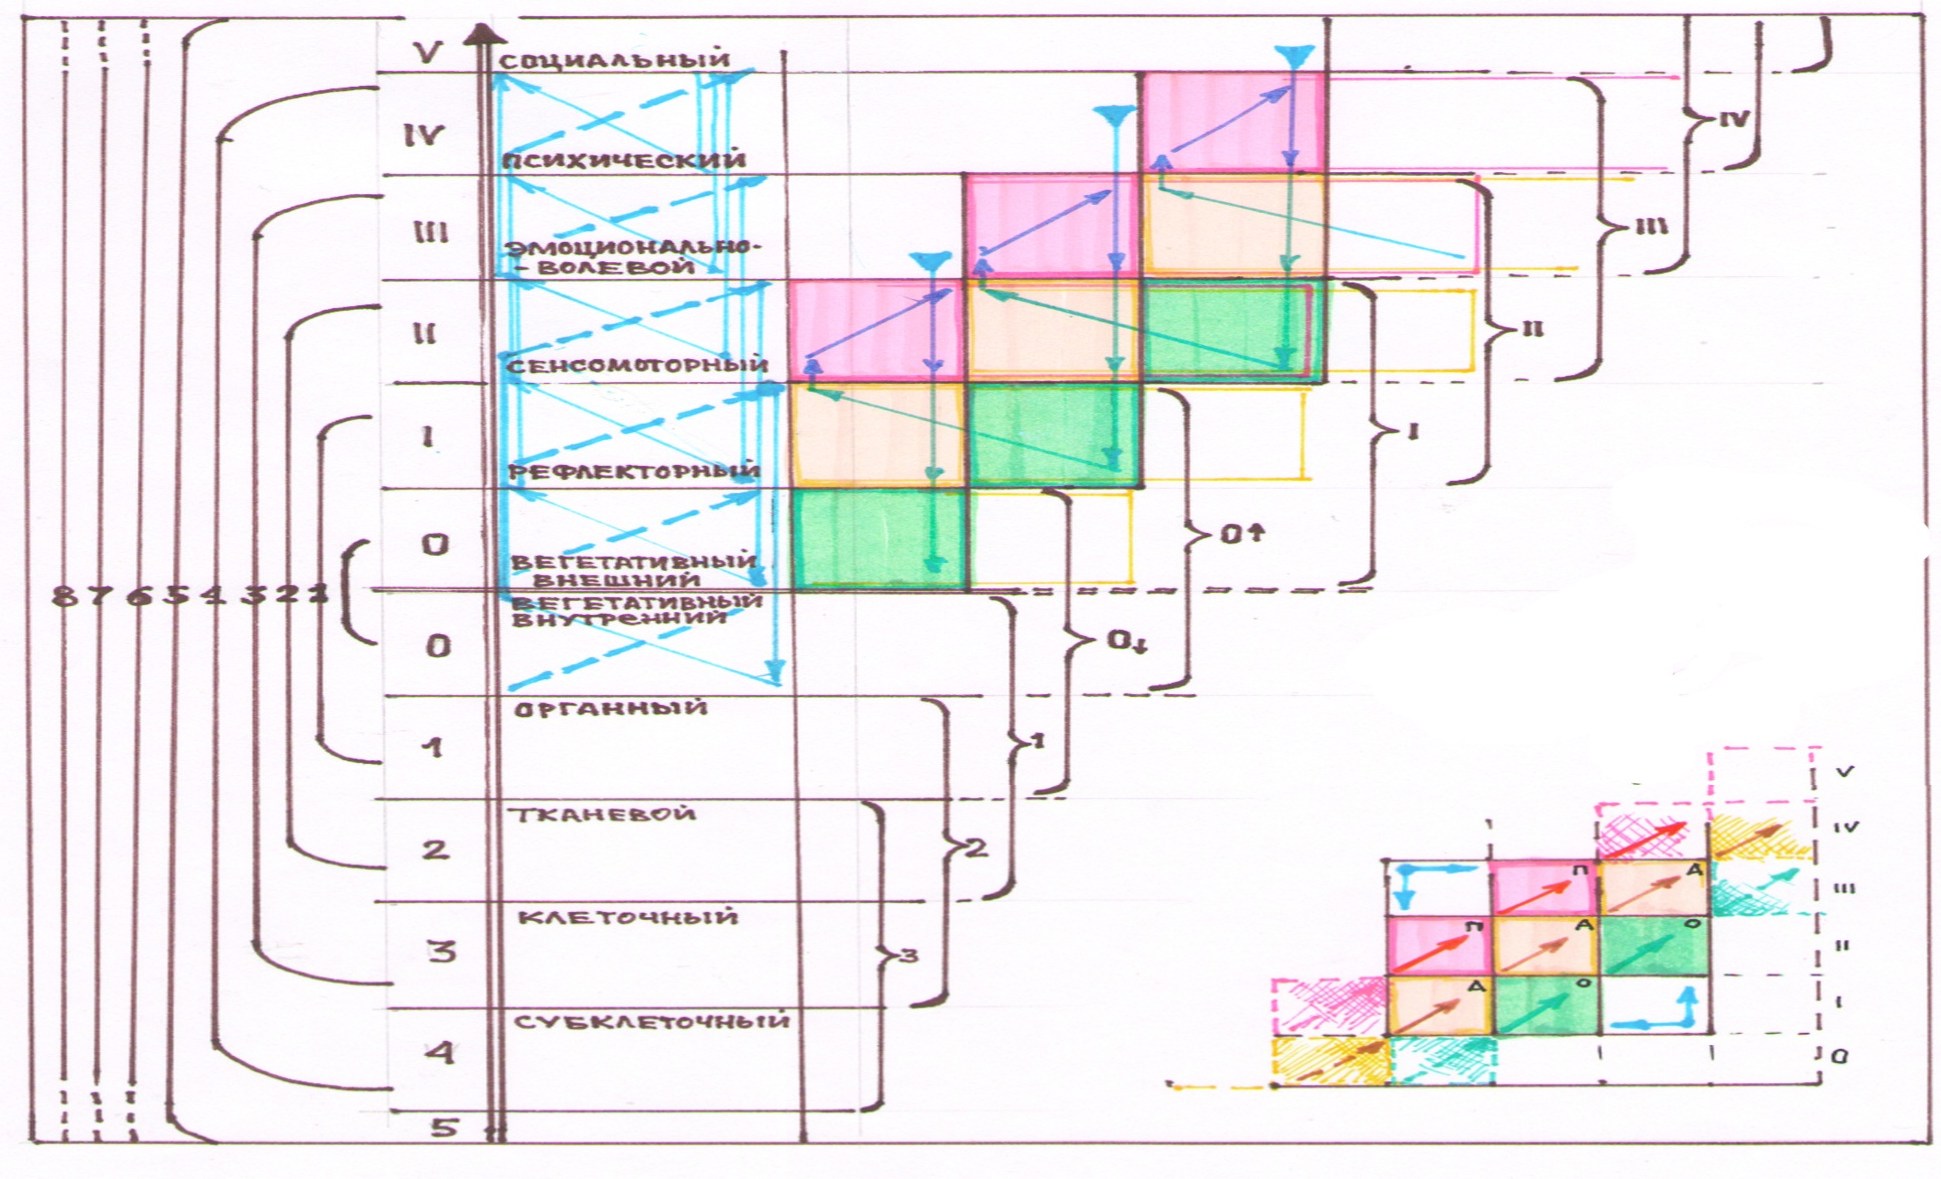 V
СОЦИАЛЬНЫЙ
IV
IV
ПСИХИЧЕСКИЙ
III
III
ЭМОЦИОНАЛЬНО-
-ВОЛЕВОЙ
II
II
СЕНСОМОТОРНЫЙ
I
I
РЕФЛЕКТОРНЫЙ
0
0↑
ВЕГЕТАТИВНЫЙ
ВНЕШНИЙ
8 7 6 5 4 3 2 1
ВЕГЕТАТИВНЫЙ
ВНУТРЕННИЙ
0
0↓
ОРГАННЫЙ
1
1
ТКАНЕВОЙ
2
2
КЛЕТОЧНЫЙ
3
3
СУБКЛЕТОЧНЫЙ
4
5
V
IV
П А III
П А О II
А О I
0